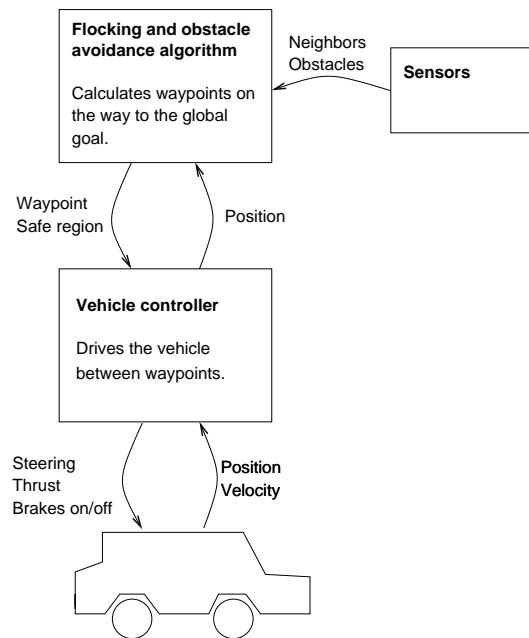 Flocking and obstacle
avoidance algorithm
Calculates waypoints on
the way to the global
goal.
Neighbors
Obstacles
Sensors
Waypoint
Safe region
Position
Vehicle controller
Drives the vehicle
between waypoints.
Steering
Thrust
Brakes on/off
Position
Velocity